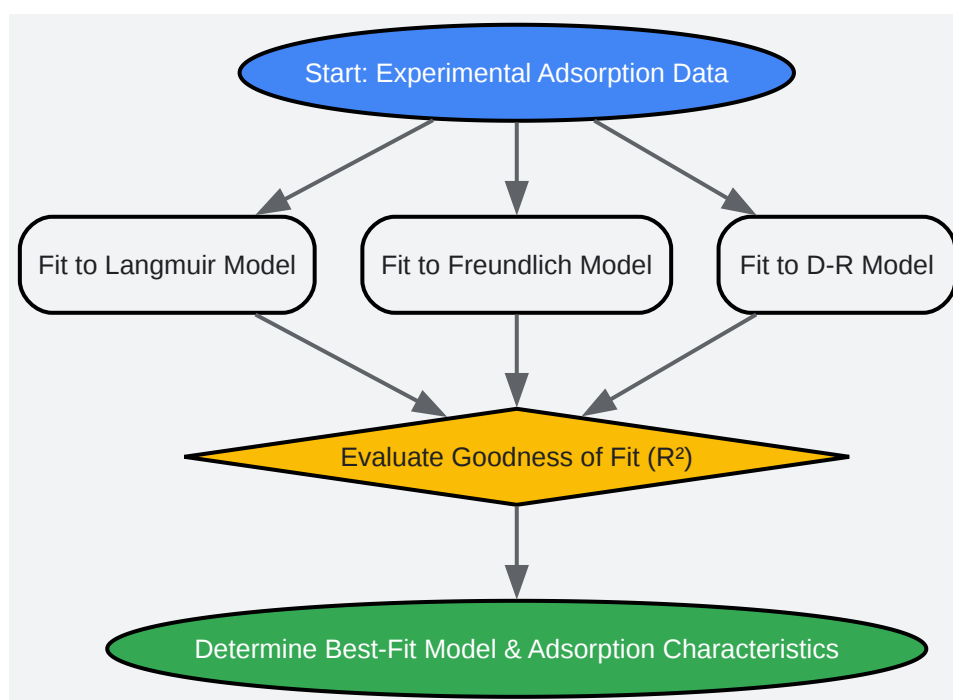 Start: Experimental Adsorption Data
Fit to Langmuir Model
Fit to Freundlich Model
Fit to D-R Model
Evaluate Goodness of Fit (R²)
Determine Best-Fit Model & Adsorption Characteristics